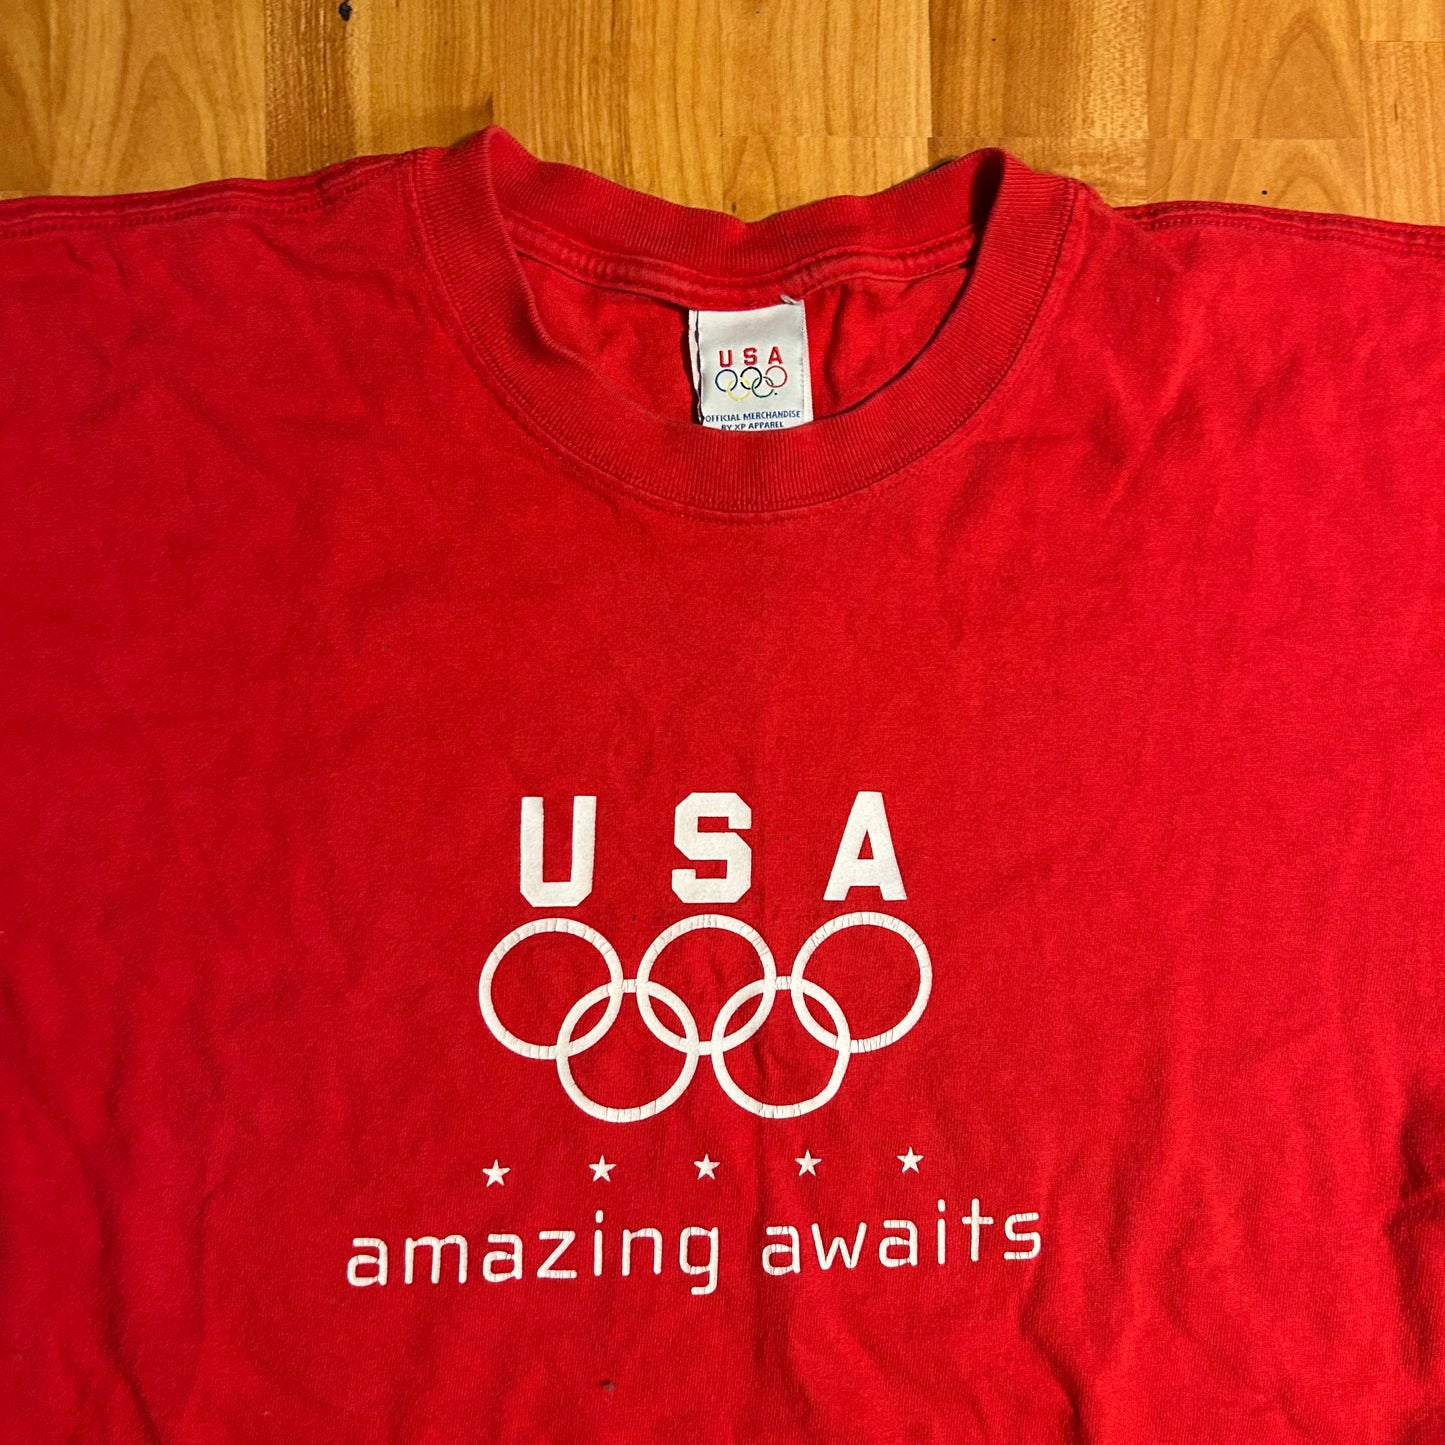 USA
OFFICIAL MERCHANDISE
BY XP APPAREL
USA
amazing awaits